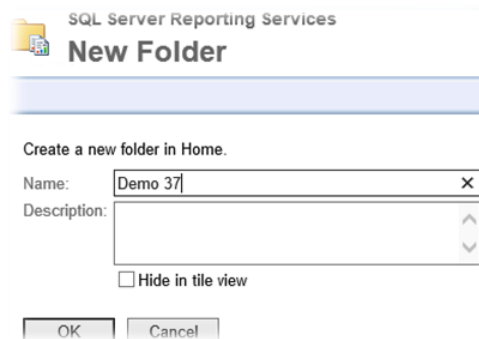 SQL Server Reporting Services
New Folder
Create a new folder in Home.
Name: Demo 37
Description:
Hide in tile view
OK Cancel